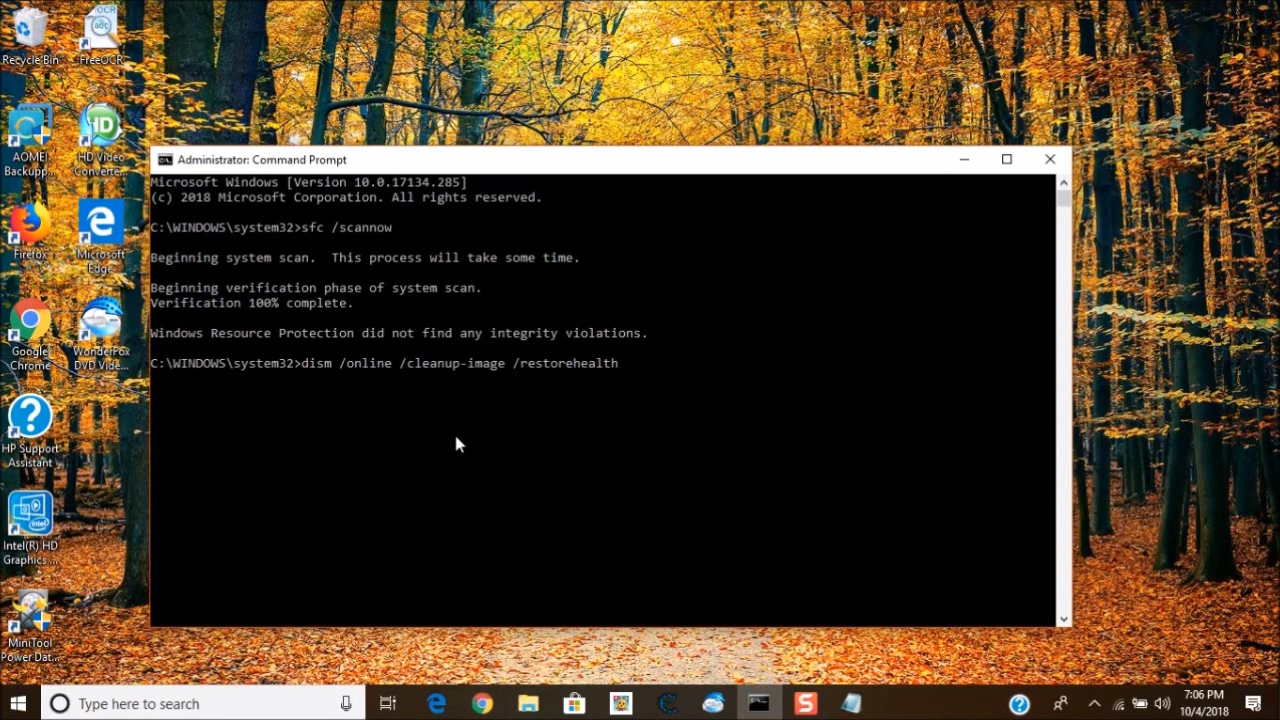 Recycle Bin
OCR
abc
FreeOCR
AOMEI
Backupp...
HD
HD Video
Converte...
Firefox
Microsoft
Edge
Google
Chrome
WonderFox
DVD Vide...
HP Support
Assistant
intel
Intel(R) HD
Graphics ...
MiniTool
Power Dat...
Administrator: Command Prompt
Microsoft Windows [Version 10.0.17134.285]
(c) 2018 Microsoft Corporation. All rights reserved.
C:\WINDOWS\system32>sfc /scannow
Beginning system scan.  This process will take some time.
Beginning verification phase of system scan.
Verification 100% complete.
Windows Resource Protection did not find any integrity violations.
C:\WINDOWS\system32>dism /online /cleanup-image /restorehealth
Type here to search
S
7:06 PM
10/4/2018